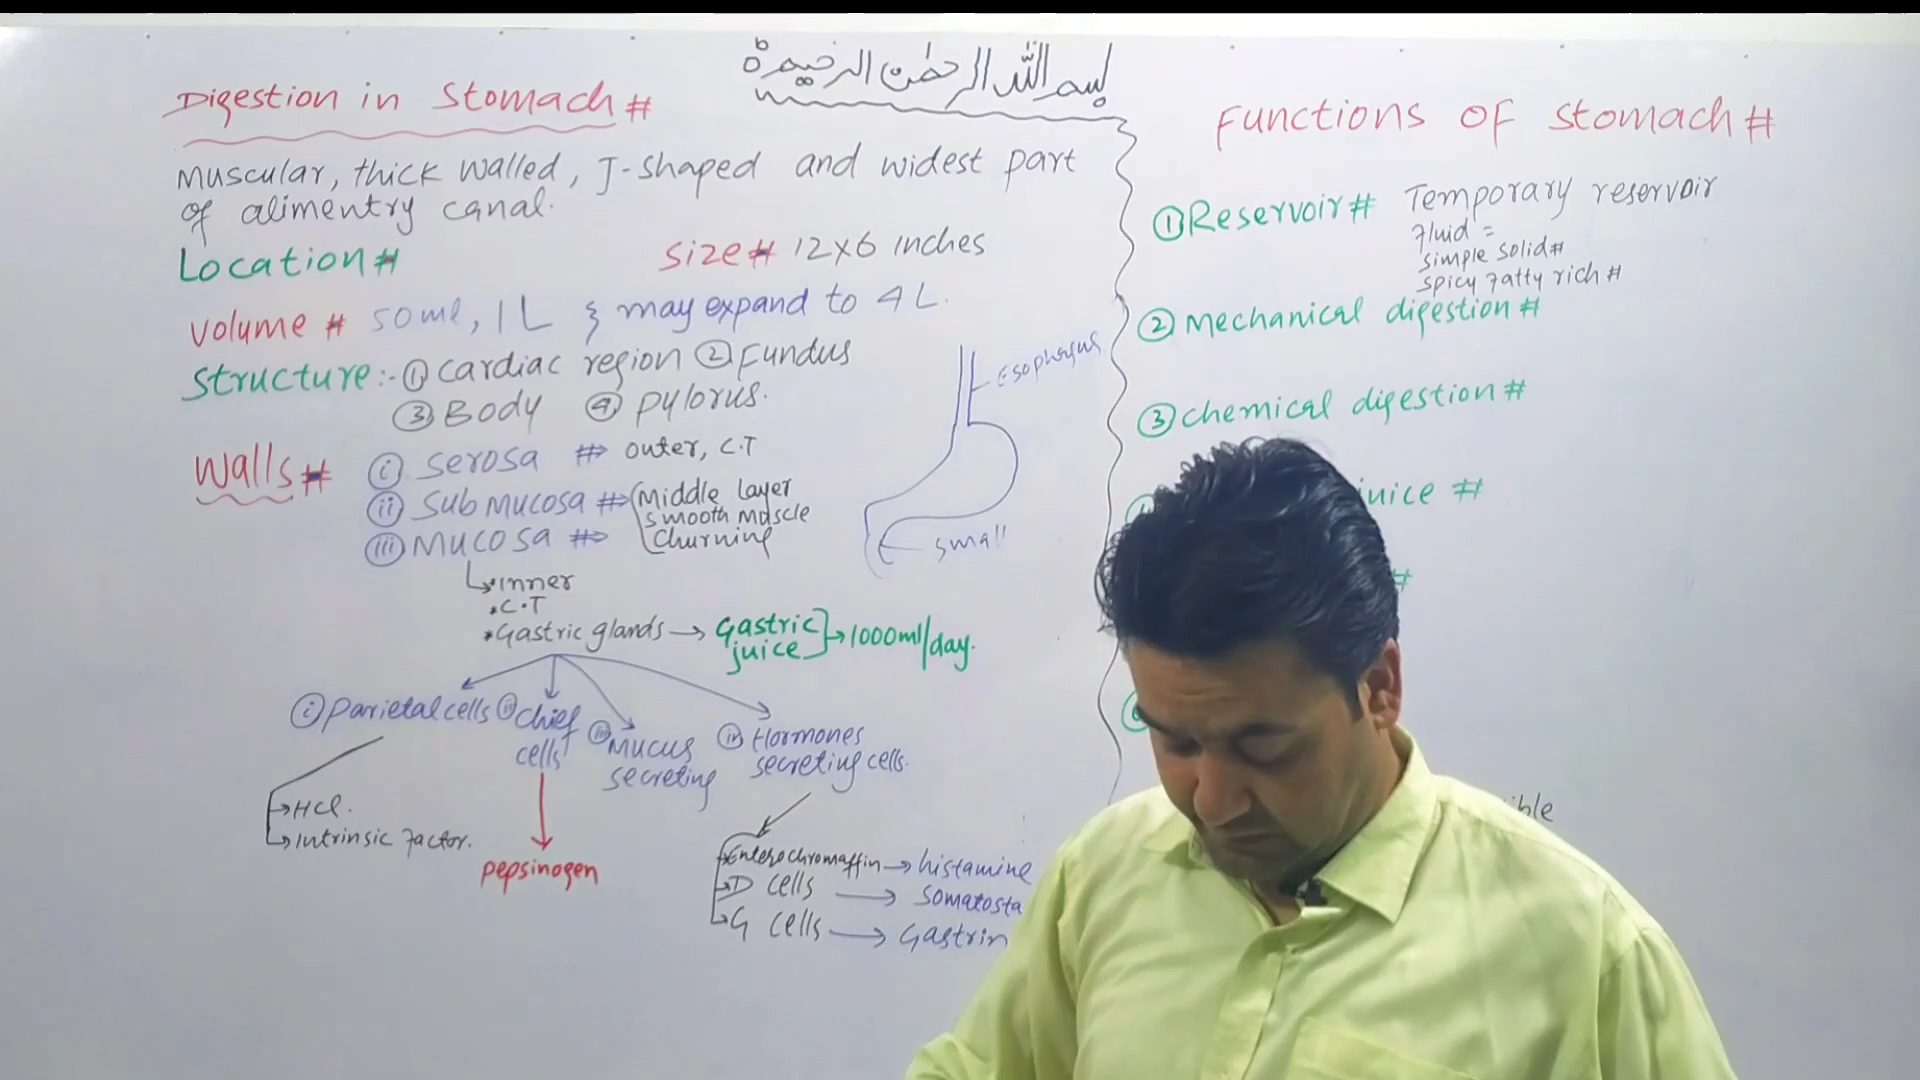 بسم الله الرحمن الرحيم
Digestion in Stomach #
Muscular, thick walled, J-shaped and widest part
of alimentry canal.
Location #
Size # 12x6 inches
Volume # 50ml, 1L & may expand to 4L.
Structure:- ① Cardiac region ② Fundus
③ Body ④ Pylorus.
Walls #
ⓘ Serosa ⇒ outer, C.T
ⓘⓘ Sub mucosa ⇒ Middle layer
smooth muscle
churning
ⓘⓘⓘ Mucosa ⇒
Inner
*C.T
*Gastric glands → Gastric juice → 1000ml/day.
ⓘ Parietal cells
→ HCl.
→ Intrinsic factor.
ⓘⓘ Chief cells
pepsinogen
ⓘⓘⓘ Mucus
secreting
ⓘⓥ Hormones
secreting cells.
Enterochromaffin → histamine
D cells → Somatosta
G cells → Gastrin
Esophagus
small
Functions of Stomach #
① Reservoir # Temporary reservoir
fluid =
simple solid #
spicy fatty rich #
② Mechanical digestion #
③ chemical digestion #
juice #
#
ible